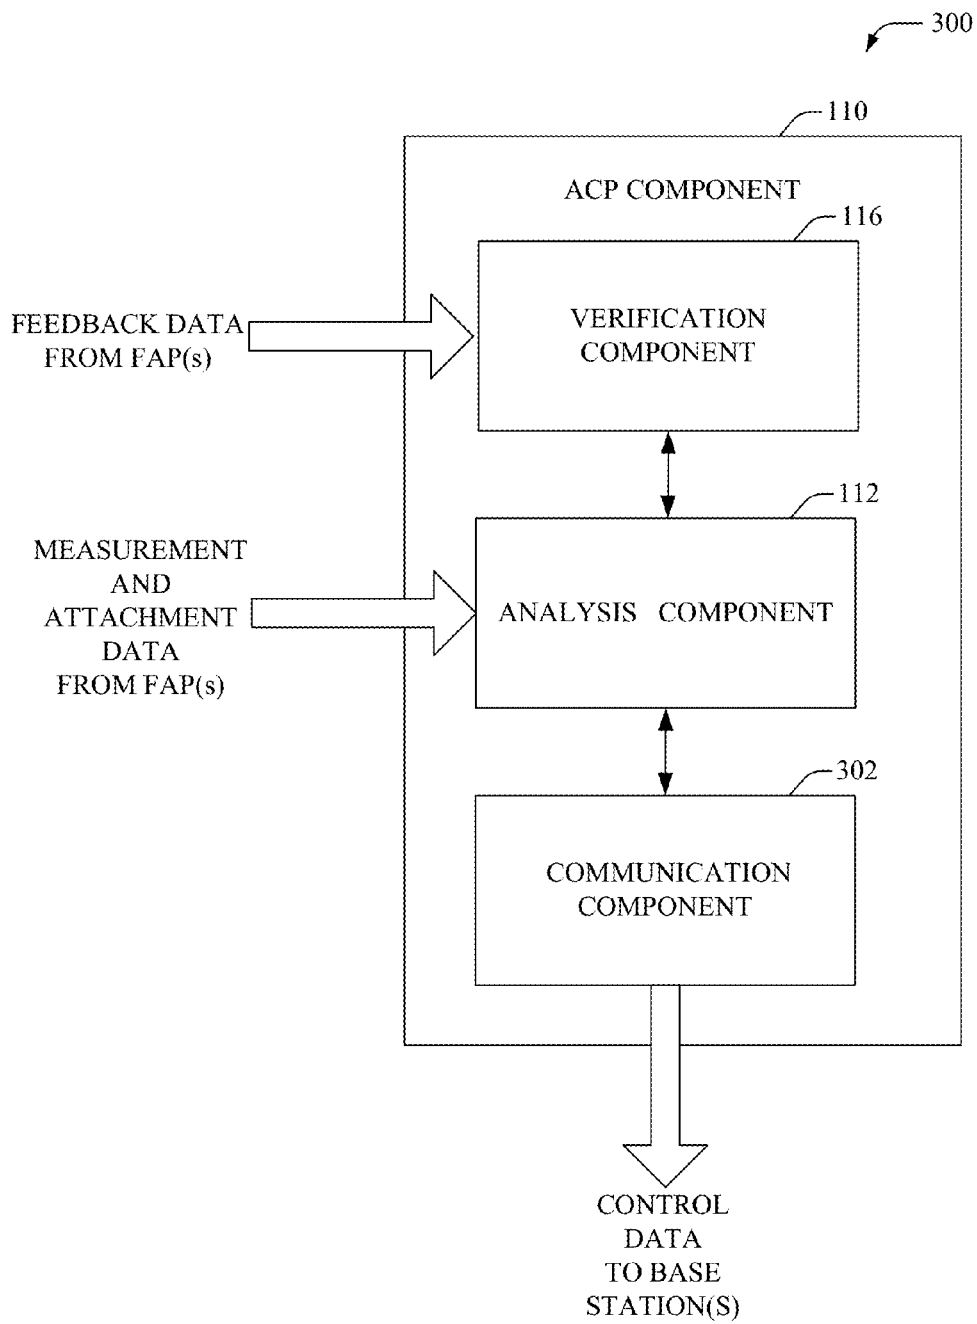 300
110
ACP COMPONENT
116
VERIFICATION
COMPONENT
FEEDBACK DATA
FROM FAP(s)
112
ANALYSIS COMPONENT
MEASUREMENT
AND
ATTACHMENT
DATA
FROM FAP(s)
302
COMMUNICATION
COMPONENT
CONTROL
DATA
TO BASE
STATION(S)